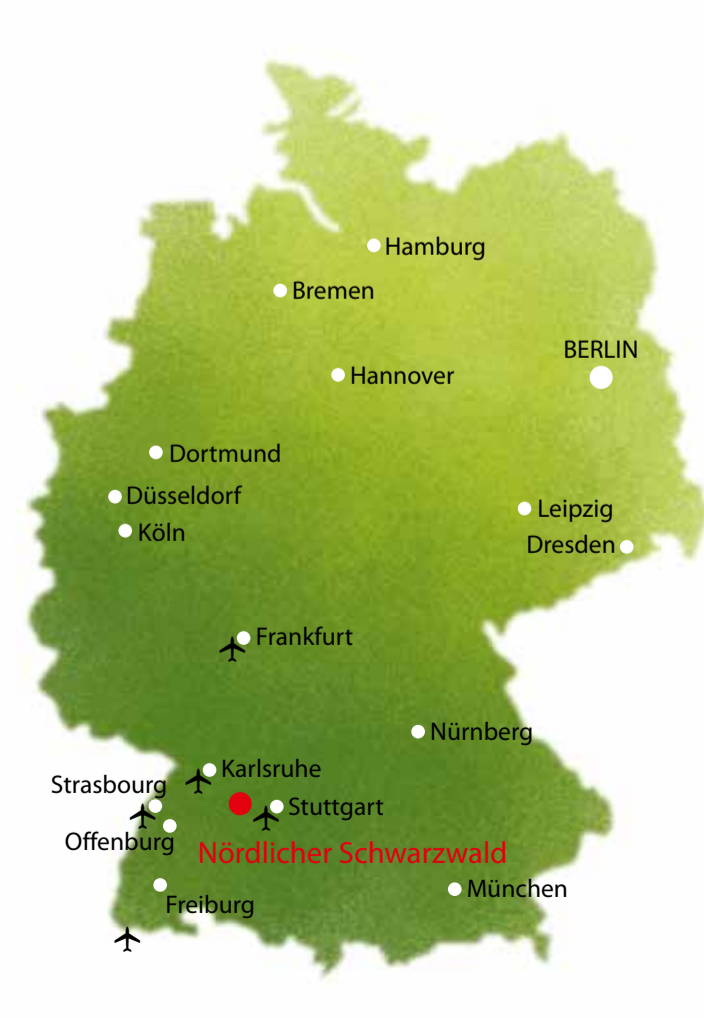 Hamburg
Bremen
BERLIN
Hannover
Dortmund
Düsseldorf
Leipzig
Köln
Dresden
Frankfurt
Nürnberg
Karlsruhe
Strasbourg
Stuttgart
Offenburg
Nördlicher Schwarzwald
München
Freiburg